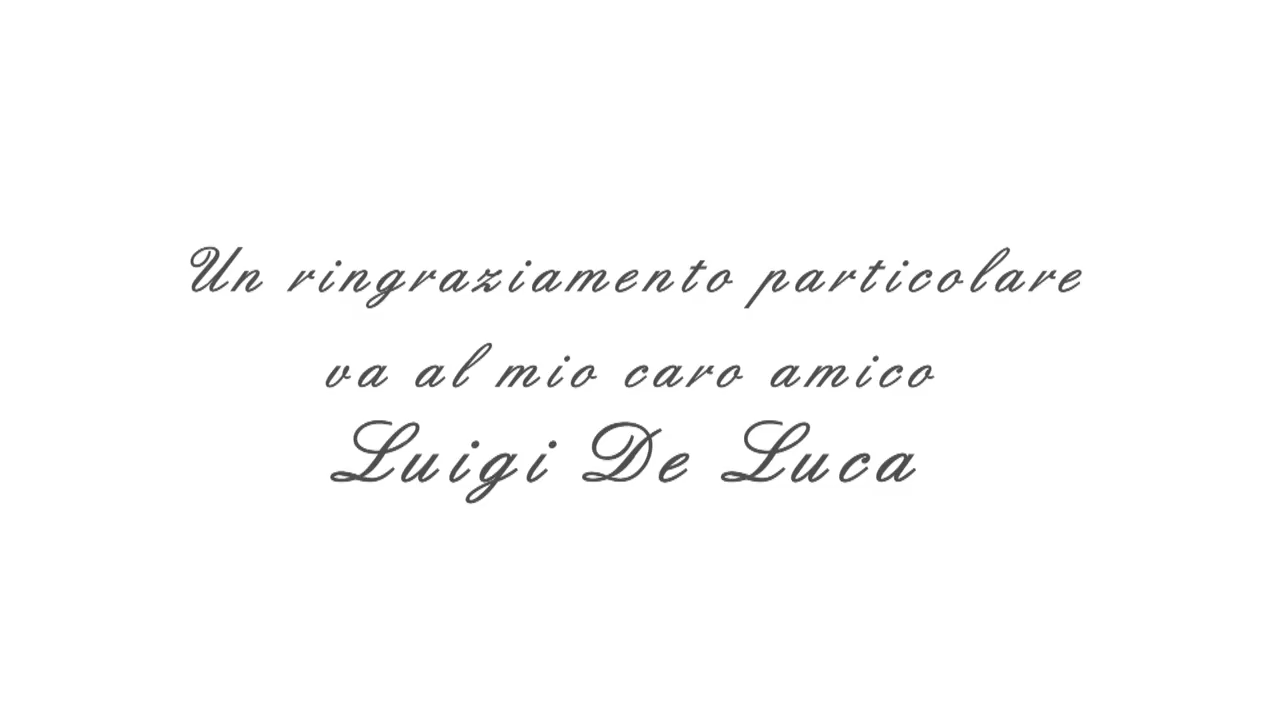 Un ringraziamento particolare
va al mio caro amico
Luigi De Luca